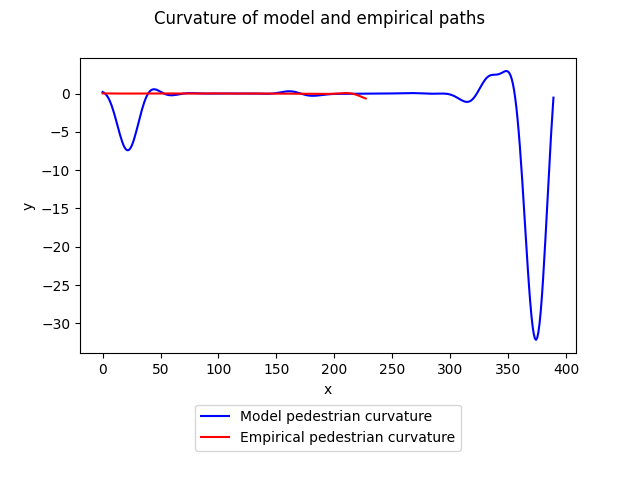 Curvature of model and empirical paths
0
−5
−10
−15
−20
−25
−30
y
0 50 100 150 200 250 300 350 400
x
Model pedestrian curvature
Empirical pedestrian curvature